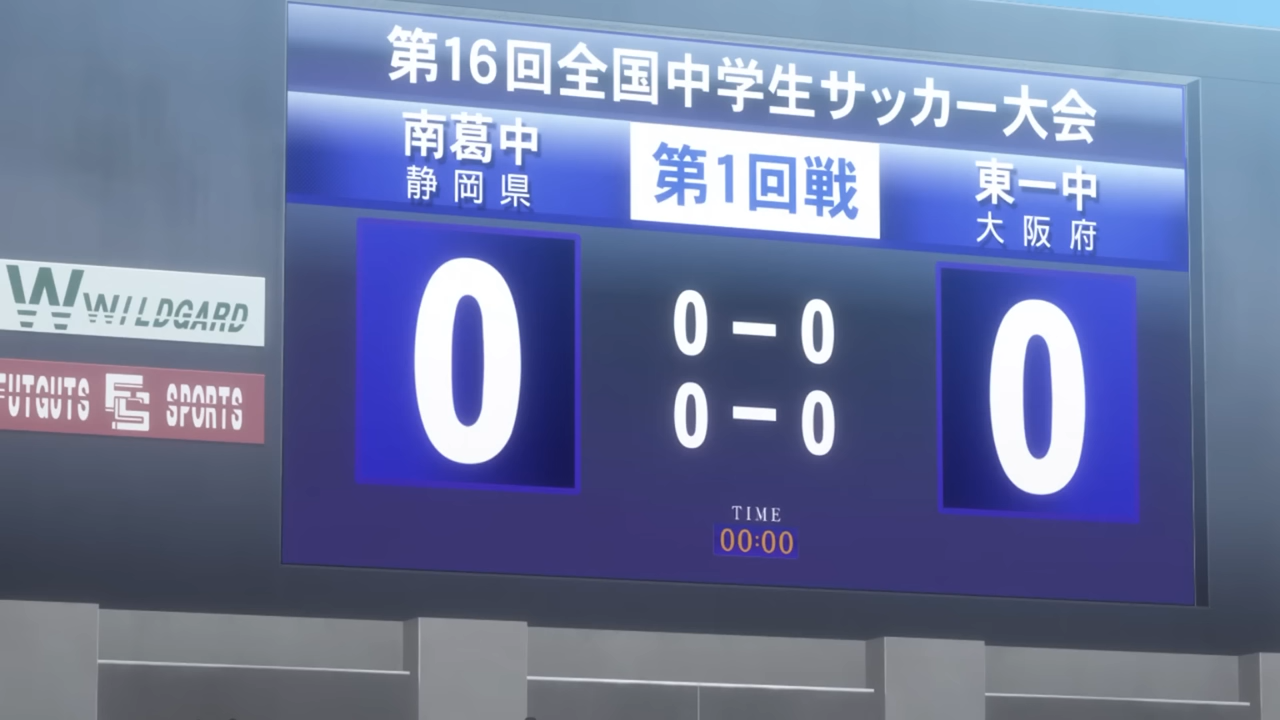 第16回全国中学生サッカー大会
南葛中
静岡県
第1回戦
東一中
大阪府
0
0 - 0
0 - 0
0
TIME
00:00
WILDGARD
FUTGUTS FG SPORTS